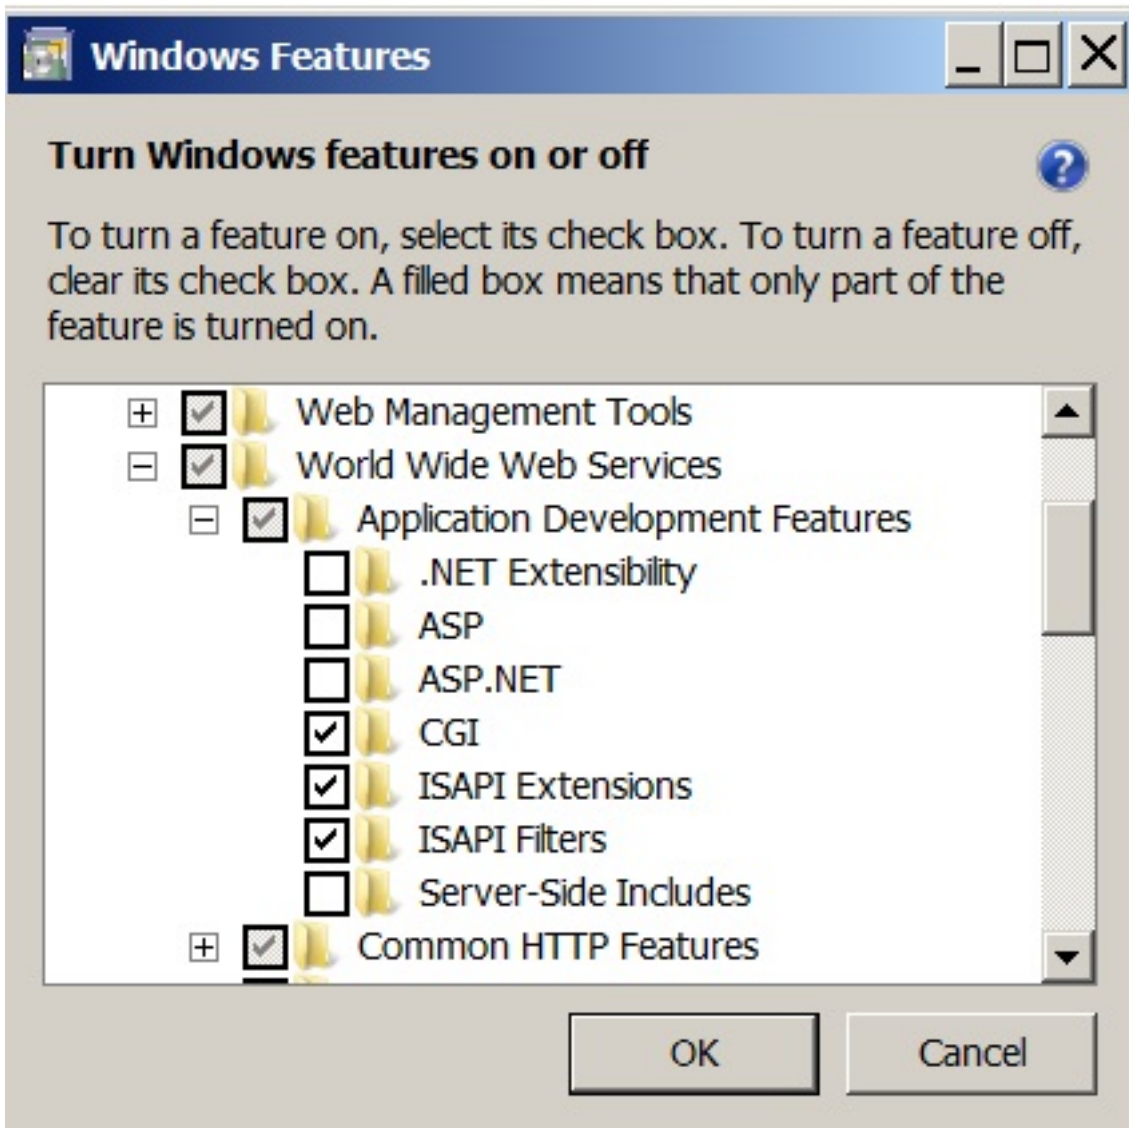 Windows Features
Turn Windows features on or off
To turn a feature on, select its check box. To turn a feature off,
clear its check box. A filled box means that only part of the
feature is turned on.
Web Management Tools
World Wide Web Services
Application Development Features
.NET Extensibility
ASP
ASP.NET
CGI
ISAPI Extensions
ISAPI Filters
Server-Side Includes
Common HTTP Features
OK
Cancel